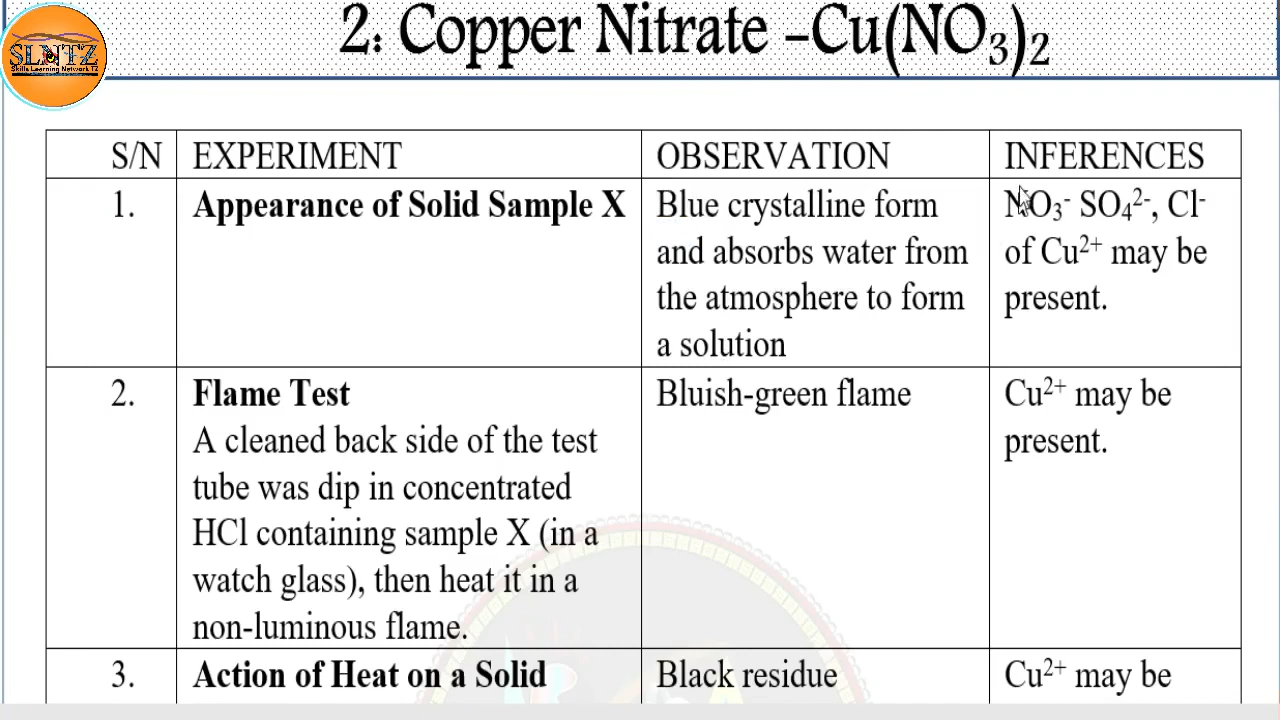 SLNTZ
Skills Learning Network TZ
2: Copper Nitrate –Cu(NO₃)₂
S/N EXPERIMENT OBSERVATION INFERENCES
1. Appearance of Solid Sample X Blue crystalline form NO₃⁻ SO₄²⁻, Cl⁻
and absorbs water from of Cu²⁺ may be
the atmosphere to form present.
a solution
2. Flame Test Bluish-green flame Cu²⁺ may be
A cleaned back side of the test present.
tube was dip in concentrated
HCl containing sample X (in a
watch glass), then heat it in a
non-luminous flame.
3. Action of Heat on a Solid Black residue Cu²⁺ may be